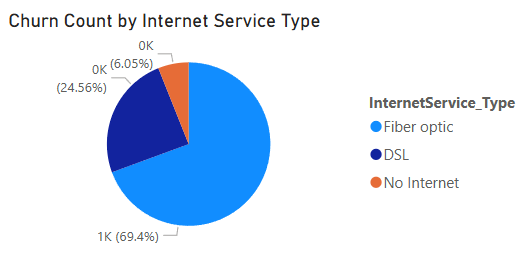 Churn Count by Internet Service Type
0K
(6.05%)
0K
(24.56%)
1K (69.4%)
InternetService_Type
Fiber optic
DSL
No Internet